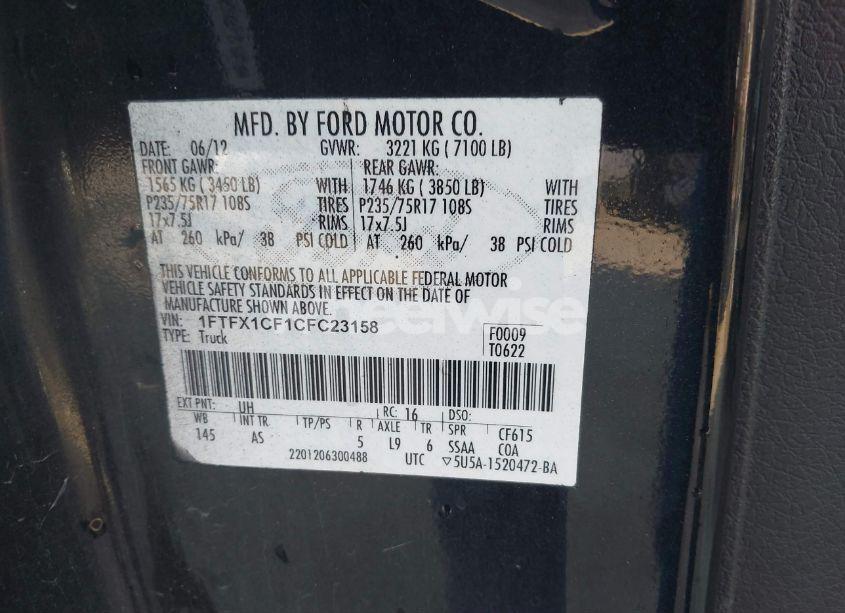 MFD. BY FORD MOTOR CO.
DATE: 06/12 GVWR: 3221 KG ( 7100 LB)
FRONT GAWR: REAR GAWR:
1565 KG ( 3450 LB) WITH 1746 KG ( 3850 LB) WITH
P235/75R17 108S TIRES P235/75R17 108S TIRES
17x7.5J RIMS 17x7.5J RIMS
AT 260 kPa/ 38 PSI COLD AT 260 kPa/ 38 PSI COLD
THIS VEHICLE CONFORMS TO ALL APPLICABLE FEDERAL MOTOR
VEHICLE SAFETY STANDARDS IN EFFECT ON THE DATE OF
MANUFACTURE SHOWN ABOVE.
VIN: 1FTFX1CF1CFC23158 F0009
TYPE: Truck T0622
EXT PNT: UH RC: 16 DSO:
WB INT TR TP/PS R AXLE TR SPR CF615
145 AS 5 L9 6 SSAA COA
2201206300488 UTC ▽5U5A-1520472-BA